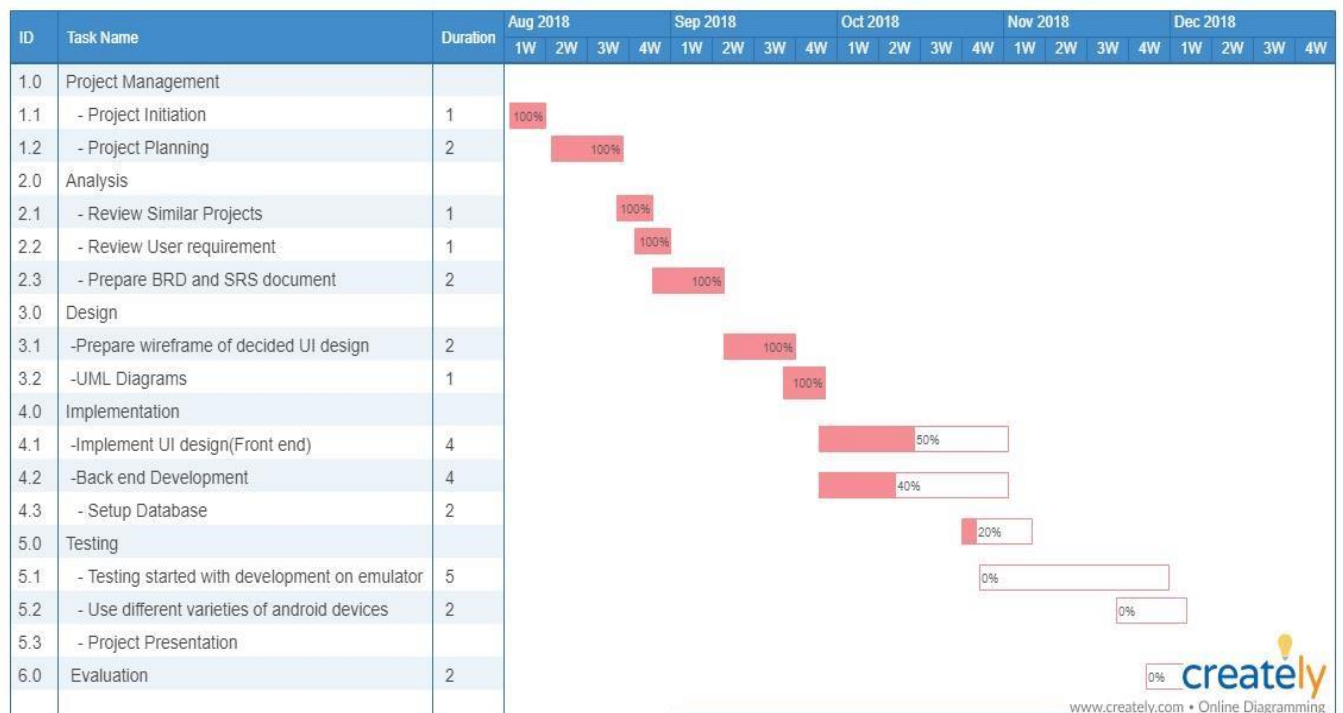 ID Task Name Duration Aug 2018 Sep 2018 Oct 2018 Nov 2018 Dec 2018
1W 2W 3W 4W 1W 2W 3W 4W 1W 2W 3W 4W 1W 2W 3W 4W 1W 2W 3W 4W
1.0 Project Management
1.1 - Project Initiation 1 100%
1.2 - Project Planning 2 100%
2.0 Analysis
2.1 - Review Similar Projects 1 100%
2.2 - Review User requirement 1 100%
2.3 - Prepare BRD and SRS document 2 100%
3.0 Design
3.1 -Prepare wireframe of decided UI design 2 100%
3.2 -UML Diagrams 1 100%
4.0 Implementation
4.1 -Implement UI design(Front end) 4 50%
4.2 -Back end Development 4 40%
4.3 - Setup Database 2 20%
5.0 Testing
5.1 - Testing started with development on emulator 5 0%
5.2 - Use different varieties of android devices 2 0%
5.3 - Project Presentation
6.0 Evaluation 2 0%
creately
www.creately.com • Online Diagramming